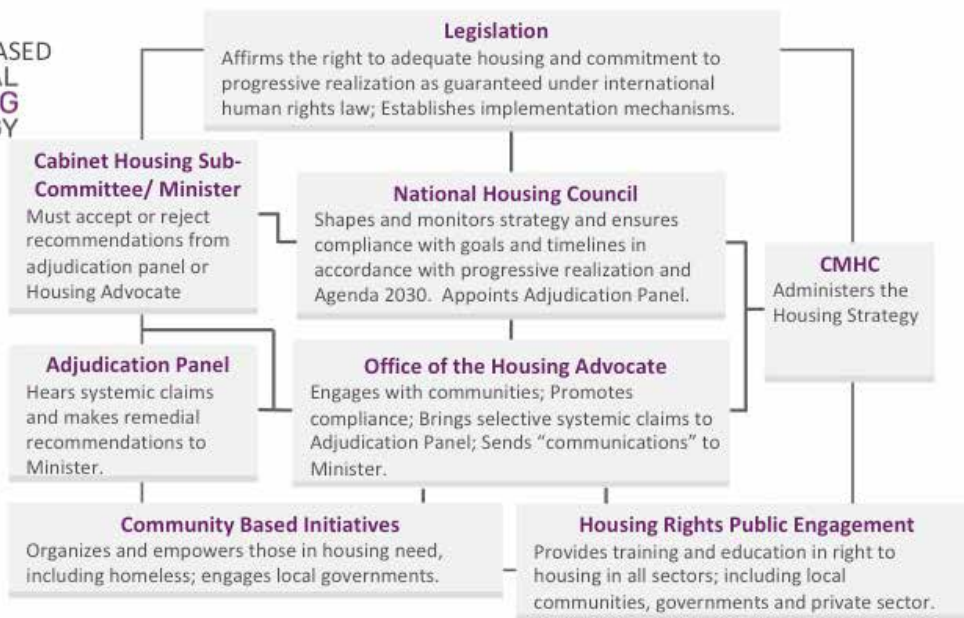 Legislation
Affirms the right to adequate housing and commitment to
progressive realization as guaranteed under international
human rights law; Establishes implementation mechanisms.
Cabinet Housing Sub-
Committee/ Minister
Must accept or reject
recommendations from
adjudication panel or
Housing Advocate
National Housing Council
Shapes and monitors strategy and ensures
compliance with goals and timelines in
accordance with progressive realization and
Agenda 2030.  Appoints Adjudication Panel.
CMHC
Administers the
Housing Strategy
Adjudication Panel
Hears systemic claims
and makes remedial
recommendations to
Minister.
Office of the Housing Advocate
Engages with communities; Promotes
compliance; Brings selective systemic claims to
Adjudication Panel; Sends “communications” to
Minister.
Community Based Initiatives
Organizes and empowers those in housing need,
including homeless; engages local governments.
Housing Rights Public Engagement
Provides training and education in right to
housing in all sectors; including local
communities, governments and private sector.